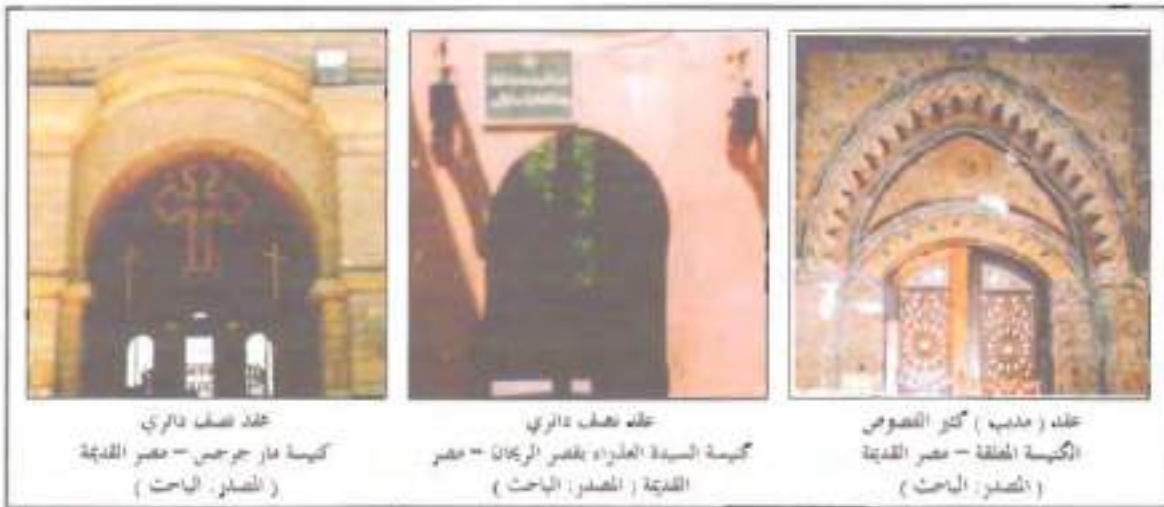 عقد ( مدبب ) كثير الفصوص
الكنيسة المعلقة – مصر القديمة
( المصدر: الباحث )
عقد نصف دائري
كنيسة السيدة العذراء بقصر الريحان – مصر
القديمة ( المصدر: الباحث )
عقد نصف دائري
كنيسة مار جرجس – مصر القديمة
( المصدر: الباحث )